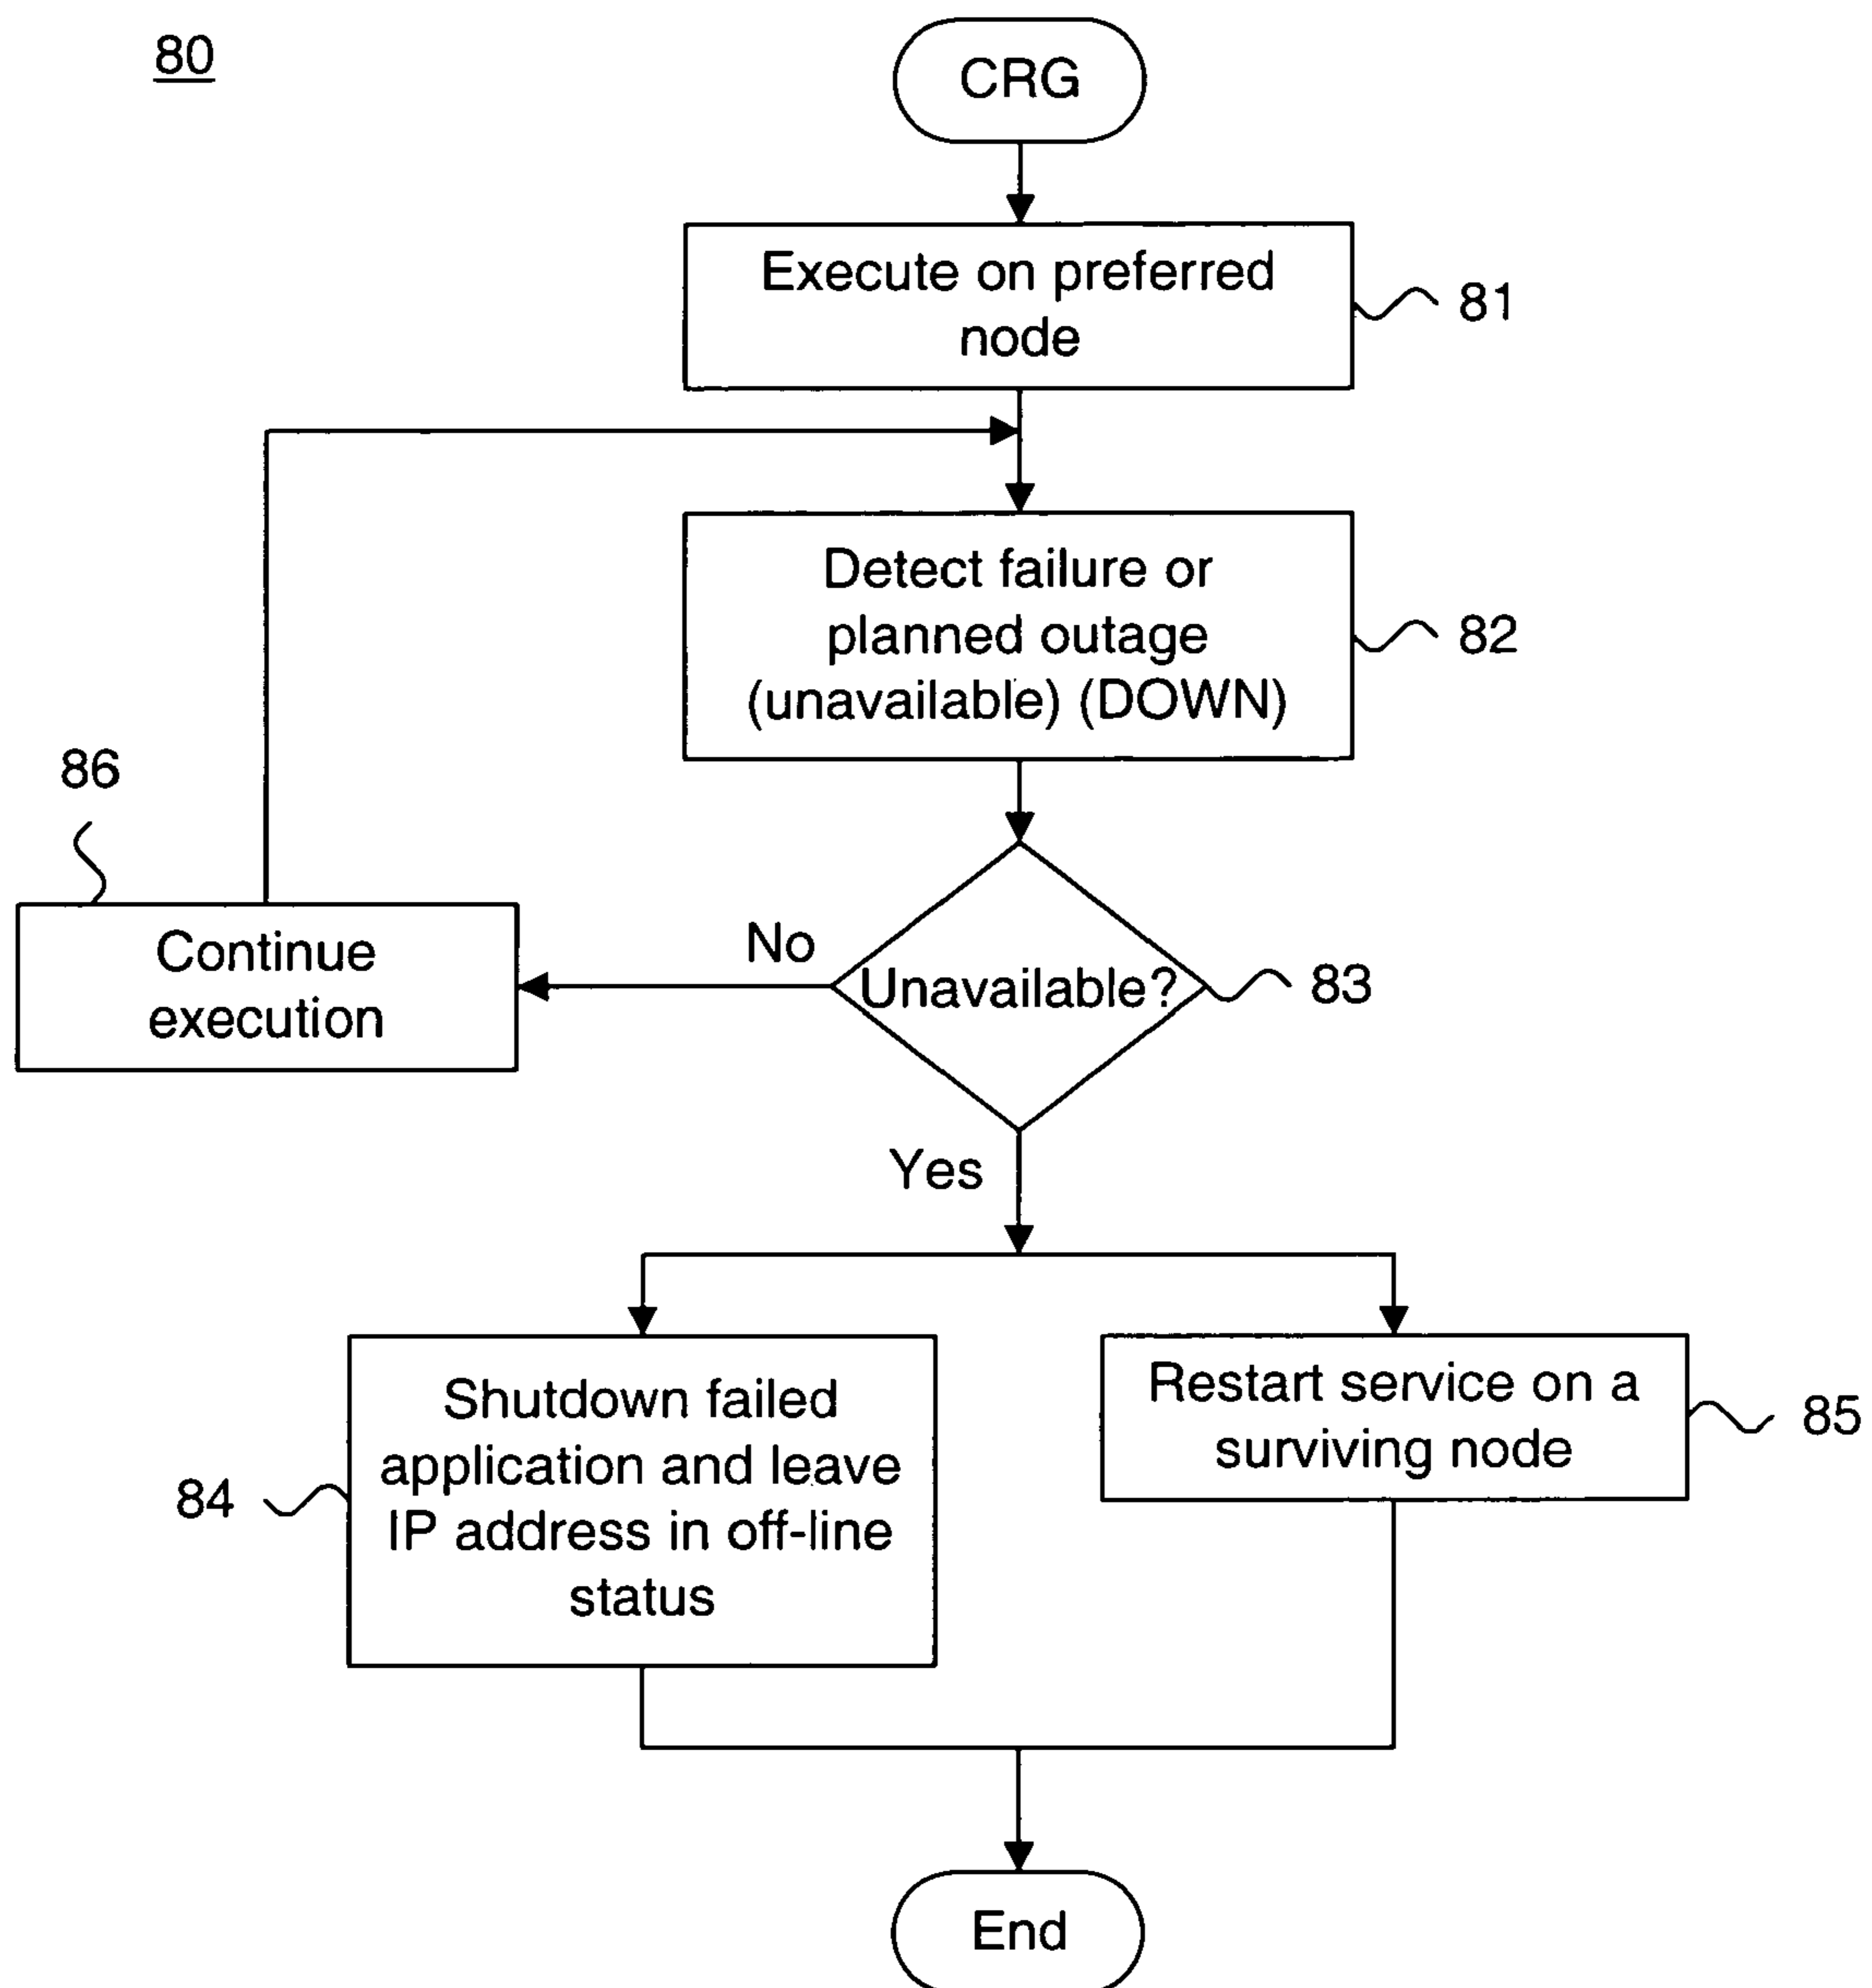 80
CRG
Execute on preferred
node
81
Detect failure or
planned outage
(unavailable) (DOWN)
82
86
Continue
execution
No
Unavailable?
83
Yes
Shutdown failed
application and leave
IP address in off-line
status
84
Restart service on a
surviving node
85
End